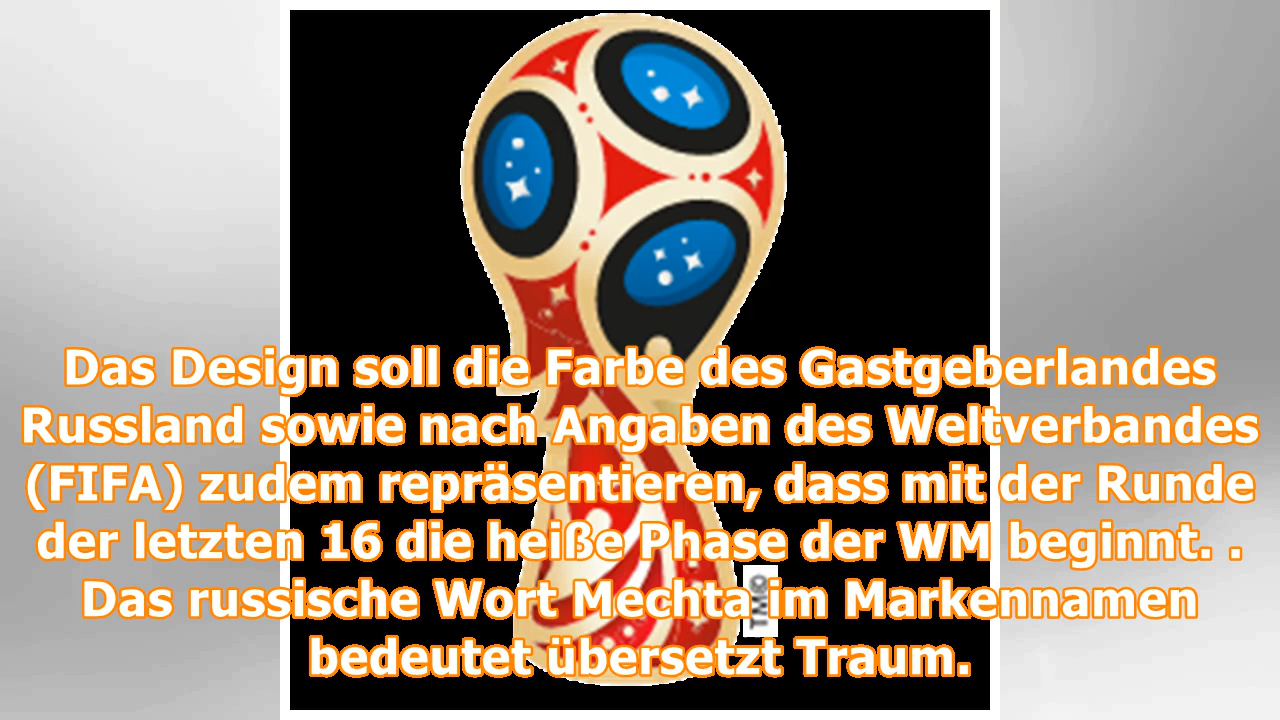 Das Design soll die Farbe des Gastgeberlandes
Russland sowie nach Angaben des Weltverbandes
(FIFA) zudem repräsentieren, dass mit der Runde
der letzten 16 die heiße Phase der WM beginnt. .
Das russische Wort Mechta im Markennamen
bedeutet übersetzt Traum.
TM©